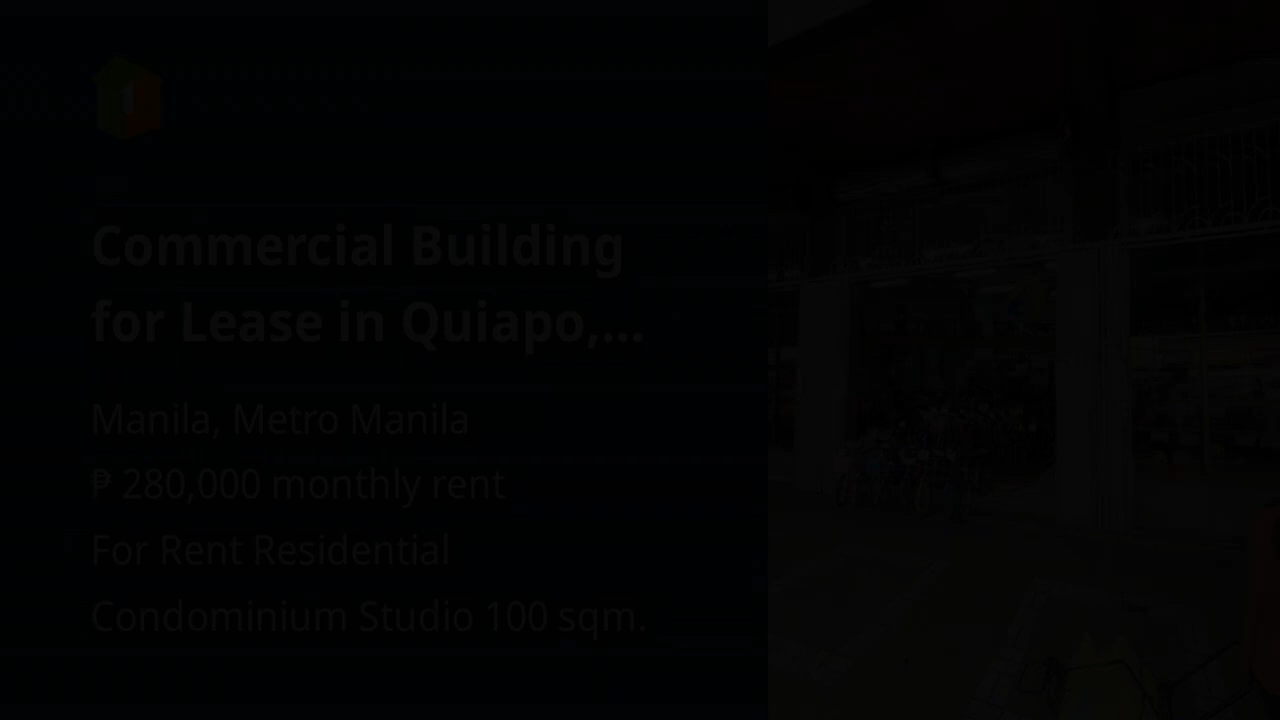 Commercial Building
for Lease in Quiapo,...
Manila, Metro Manila
₱ 280,000 monthly rent
For Rent Residential
Condominium Studio 100 sqm.